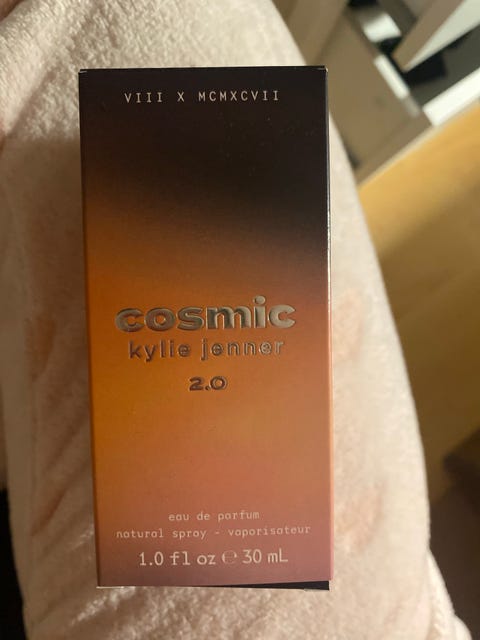 VIII X MCMXCVII
cosmic
kylie jenner
2.0
eau de parfum
natural spray - vaporisateur
1.0 fl oz ℮ 30 mL